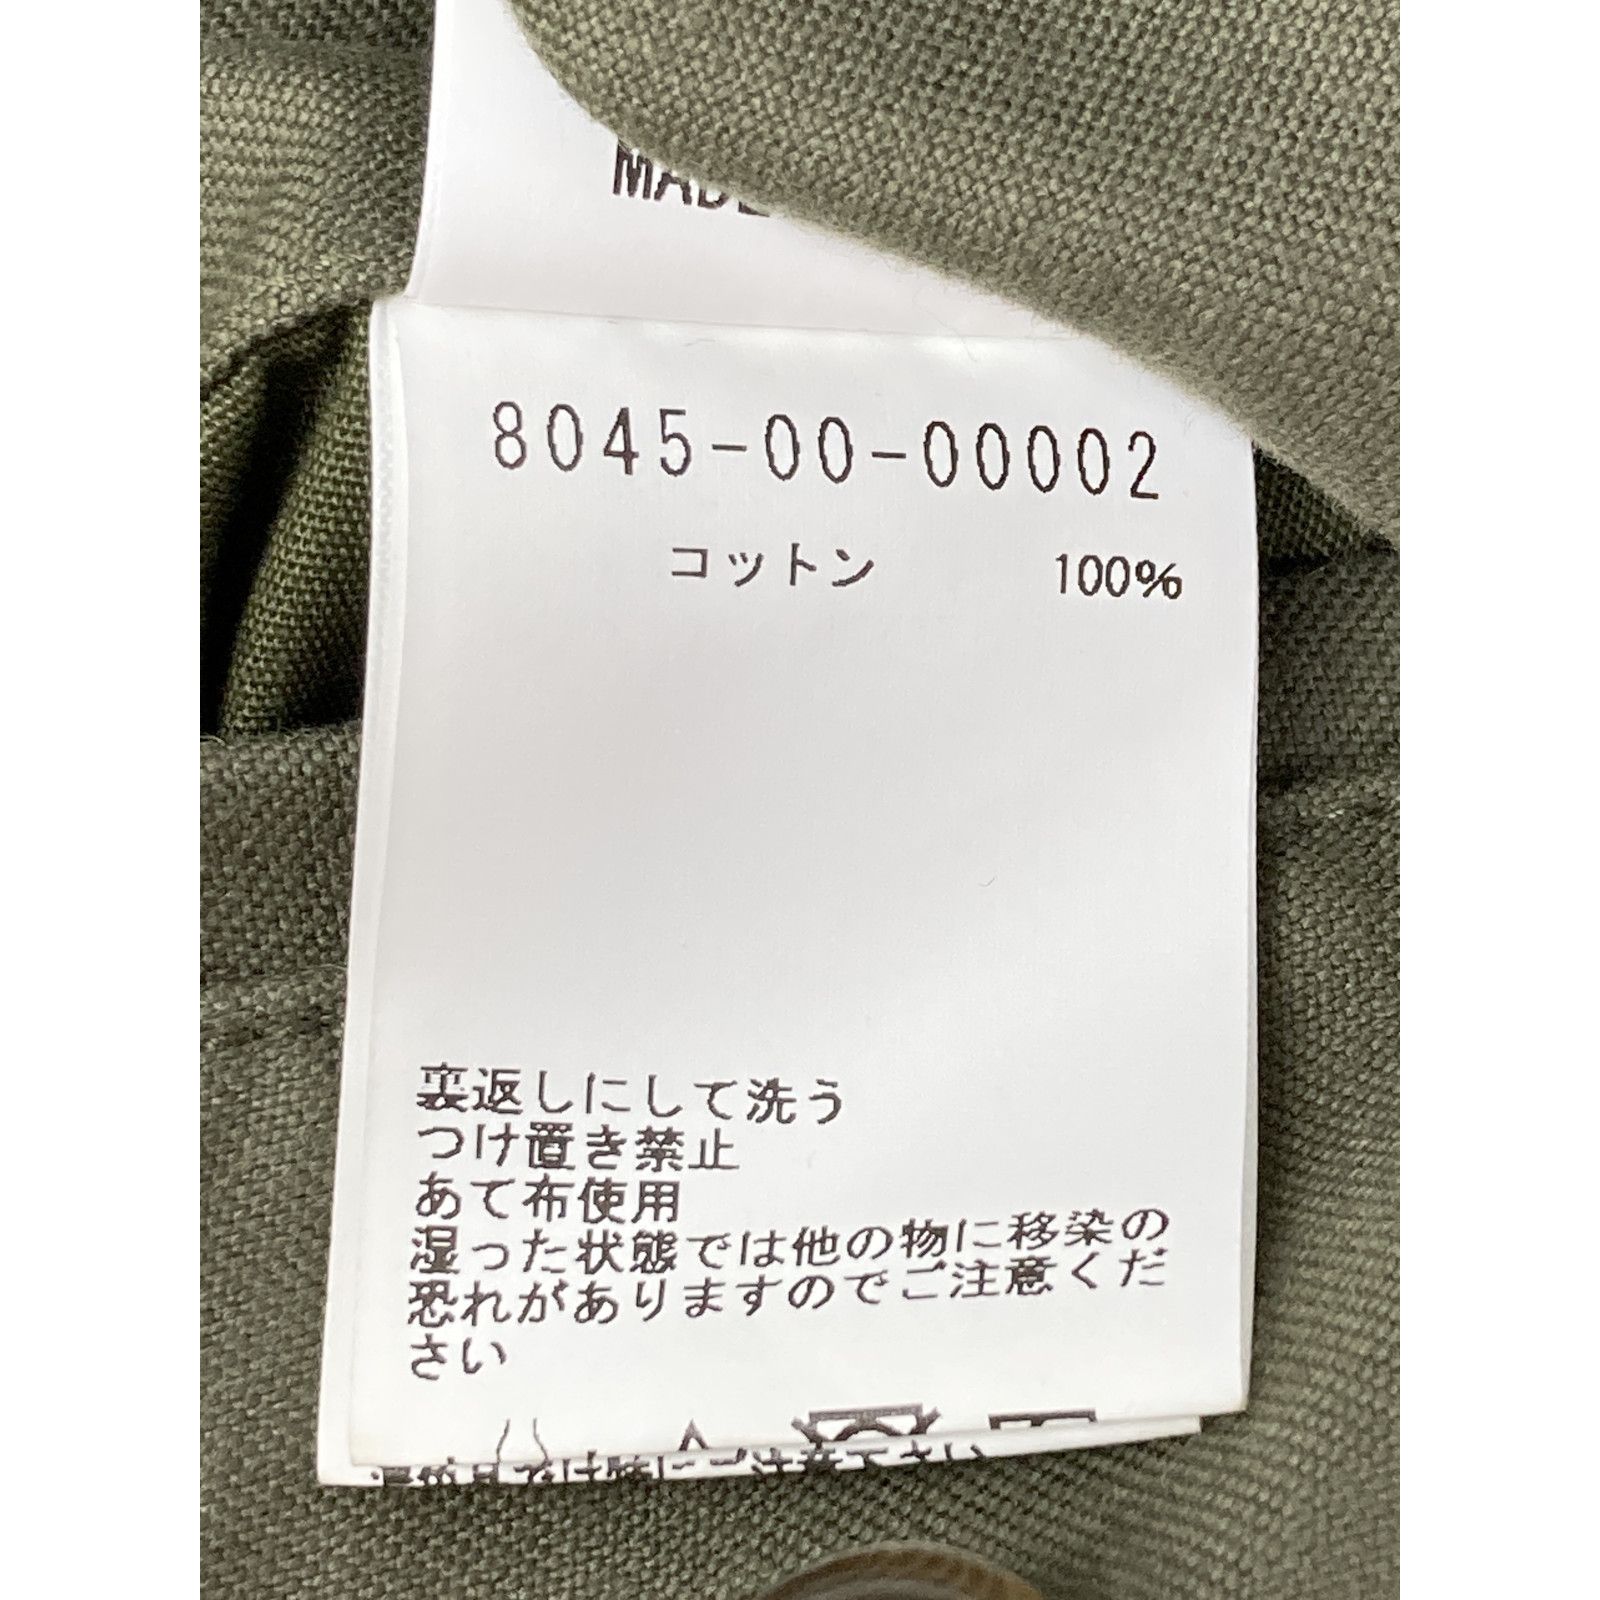 MADE
8045-00-00002
コットン 100%
裏返しにして洗う
つけ置き禁止
あて布使用
湿った状態では他の物に移染の
恐れがありますのでご注意くだ
さい